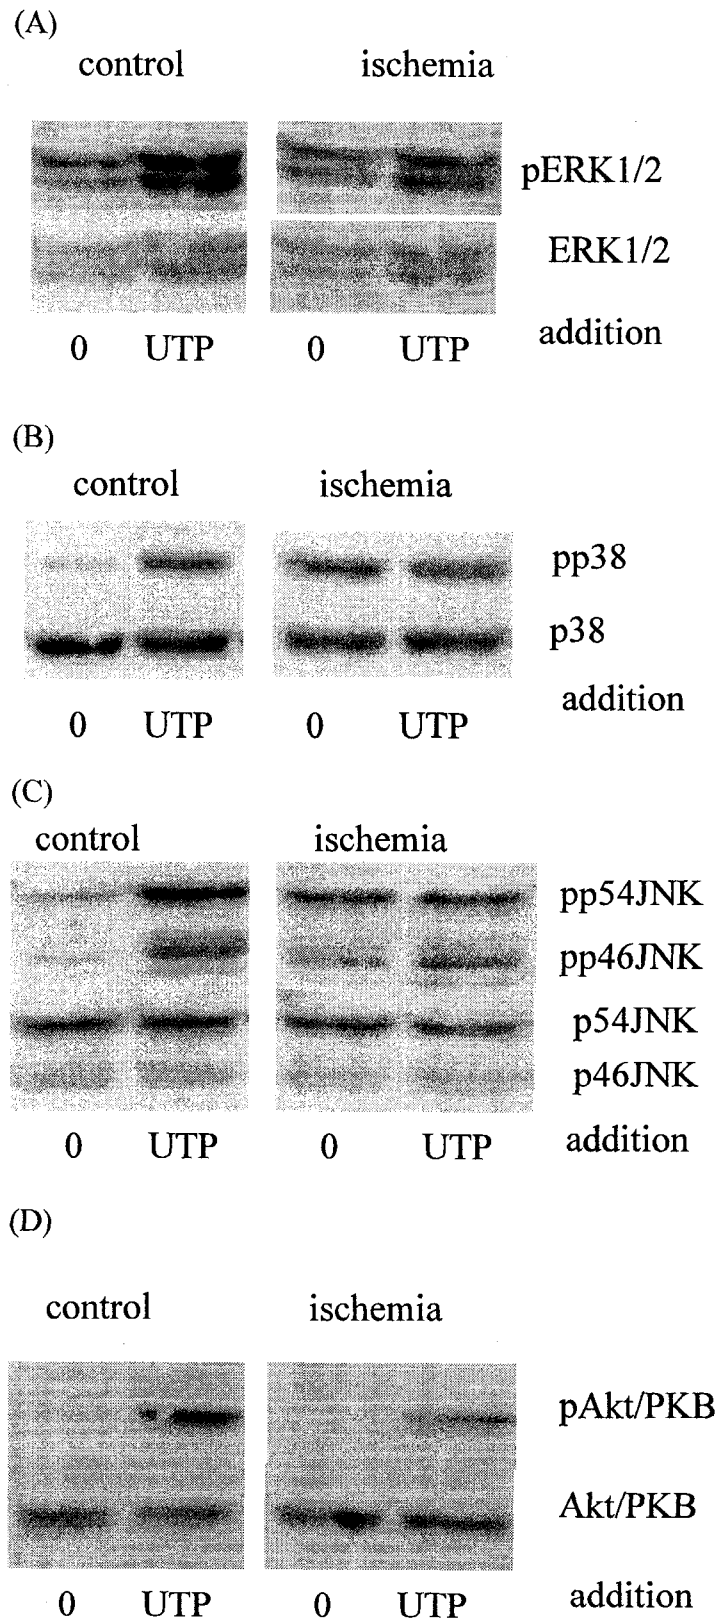 (A)
control ischemia
pERK1/2
ERK1/2
0 UTP 0 UTP addition
(B)
control ischemia
pp38
p38
0 UTP 0 UTP addition
(C)
control ischemia
pp54JNK
pp46JNK
p54JNK
p46JNK
0 UTP 0 UTP addition
(D)
control ischemia
pAkt/PKB
Akt/PKB
0 UTP 0 UTP addition